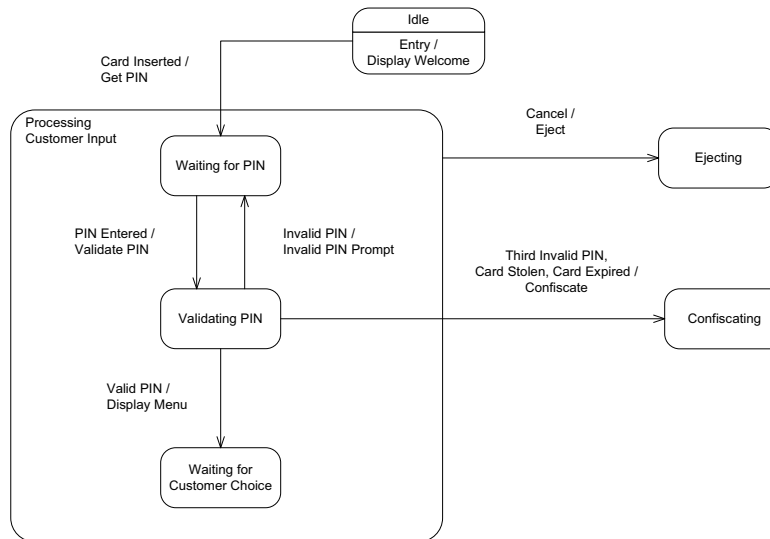 Idle
Entry /
Display Welcome
Card Inserted /
Get PIN
Processing
Customer Input
Cancel /
Eject
Waiting for PIN
Ejecting
PIN Entered /
Validate PIN
Invalid PIN /
Invalid PIN Prompt
Third Invalid PIN,
Card Stolen, Card Expired /
Confiscate
Validating PIN
Confiscating
Valid PIN /
Display Menu
Waiting for
Customer Choice